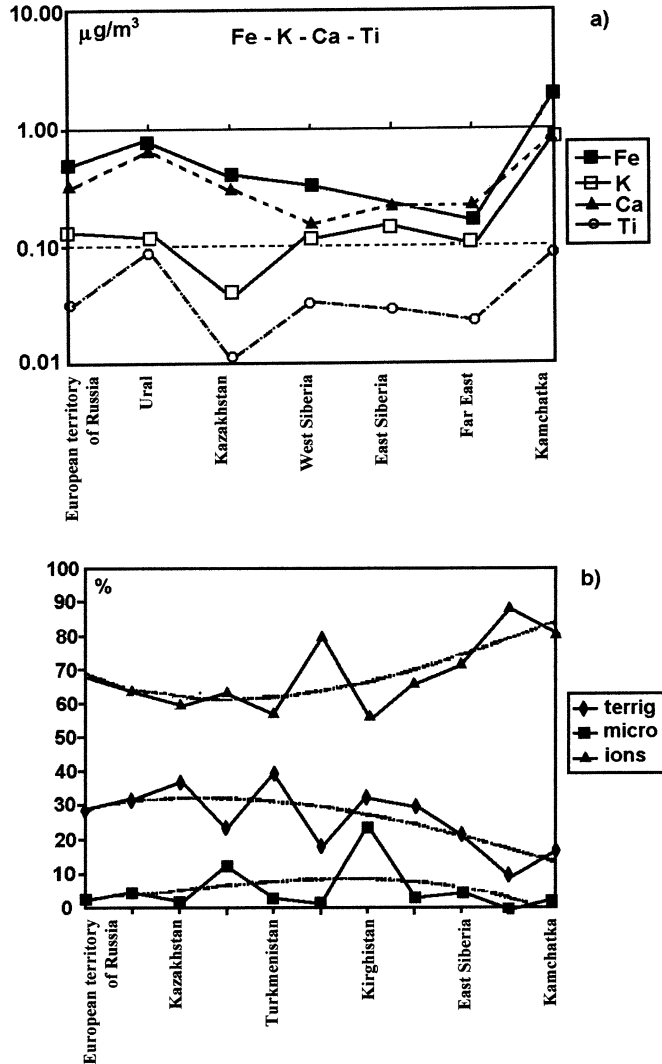 10.00
µg/m³
Fe - K - Ca - Ti
a)
1.00
0.10
0.01
Fe
K
Ca
Ti
European territory
of Russia
Ural
Kazakhstan
West Siberia
East Siberia
Far East
Kamchatka
b)
%
100
90
80
70
60
50
40
30
20
10
0
terrig
micro
ions
European territory
of Russia
Kazakhstan
Turkmenistan
Kirghistan
East Siberia
Kamchatka